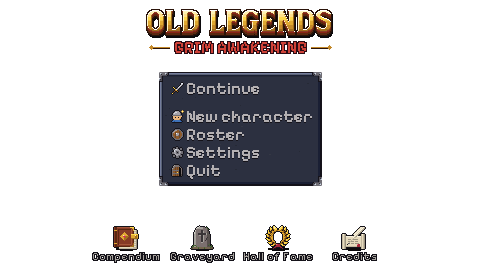 OLD LEGENDS
GRIM AWAKENING
Continue
New character
Roster
Settings
Quit
Compendium Graveyard Hall of Fame Credits